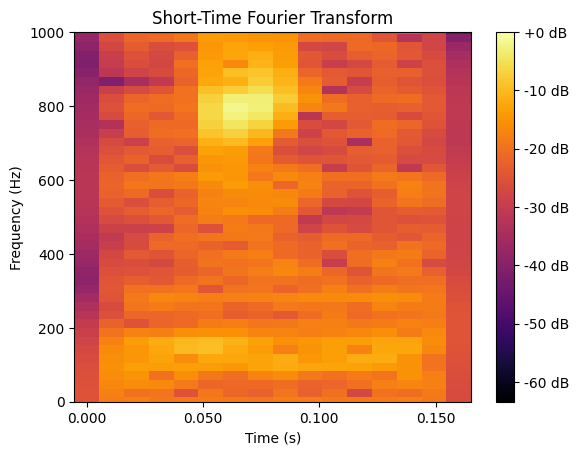 Short-Time Fourier Transform
1000
800
600
400
200
0
Frequency (Hz)
0.000
0.050
0.100
0.150
Time (s)
+0 dB
-10 dB
-20 dB
-30 dB
-40 dB
-50 dB
-60 dB